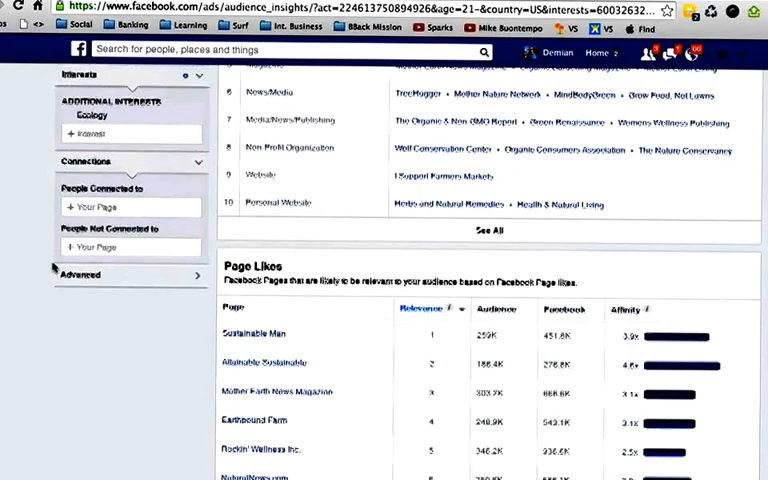 https://www.facebook.com/ads/audience_insights/?act=224613750894926&age=21-&country=US&interests=60032632...
Social Banking Learning Surf Int. Business BBack Mission Sparks Mike Buontempo VS VS Find
Search for people, places and things
Demian Home 2
Interests
ADDITIONAL INTERESTS
Ecology
+ Interest
Connections
People Connected to
+ Your Page
People Not Connected to
+ Your Page
Advanced
6 News/Media TreeHugger • Mother Nature Network • MindBodyGreen • Grow Food, Not Lawns
7 Media/News/Publishing The Organic & Non GMO Report • Green Renaissance • Womens Wellness Publishing
8 Non-Profit Organization Wolf Conservation Center • Organic Consumers Association • The Nature Conservancy
9 Website I Support Farmers Markets
10 Personal Website Herbs and Natural Remedies • Health & Natural Living
See All
Page Likes
Facebook Pages that are likely to be relevant to your audience based on Facebook Page likes.
Page Relevance Audience Facebook Affinity
Sustainable Man 1 259K 451.8K 3.9x
Attainable Sustainable 2 186.4K 276.8K 4.6x
Mother Earth News Magazine 3 303.2K 666.6K 3.1x
Earthbound Farm 4 248.9K 543.1K 3.1x
Rockin' Wellness Inc. 5 346.2K 936.6K 2.5x
NaturalNews.com